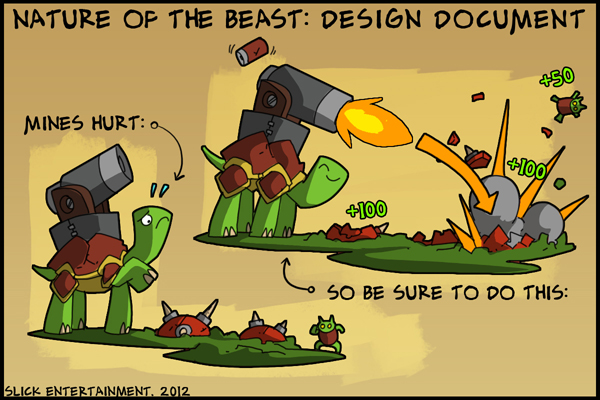 NATURE OF THE BEAST: DESIGN DOCUMENT
MINES HURT:
+50
+100
+100
SO BE SURE TO DO THIS:
SLICK ENTERTAINMENT. 2012